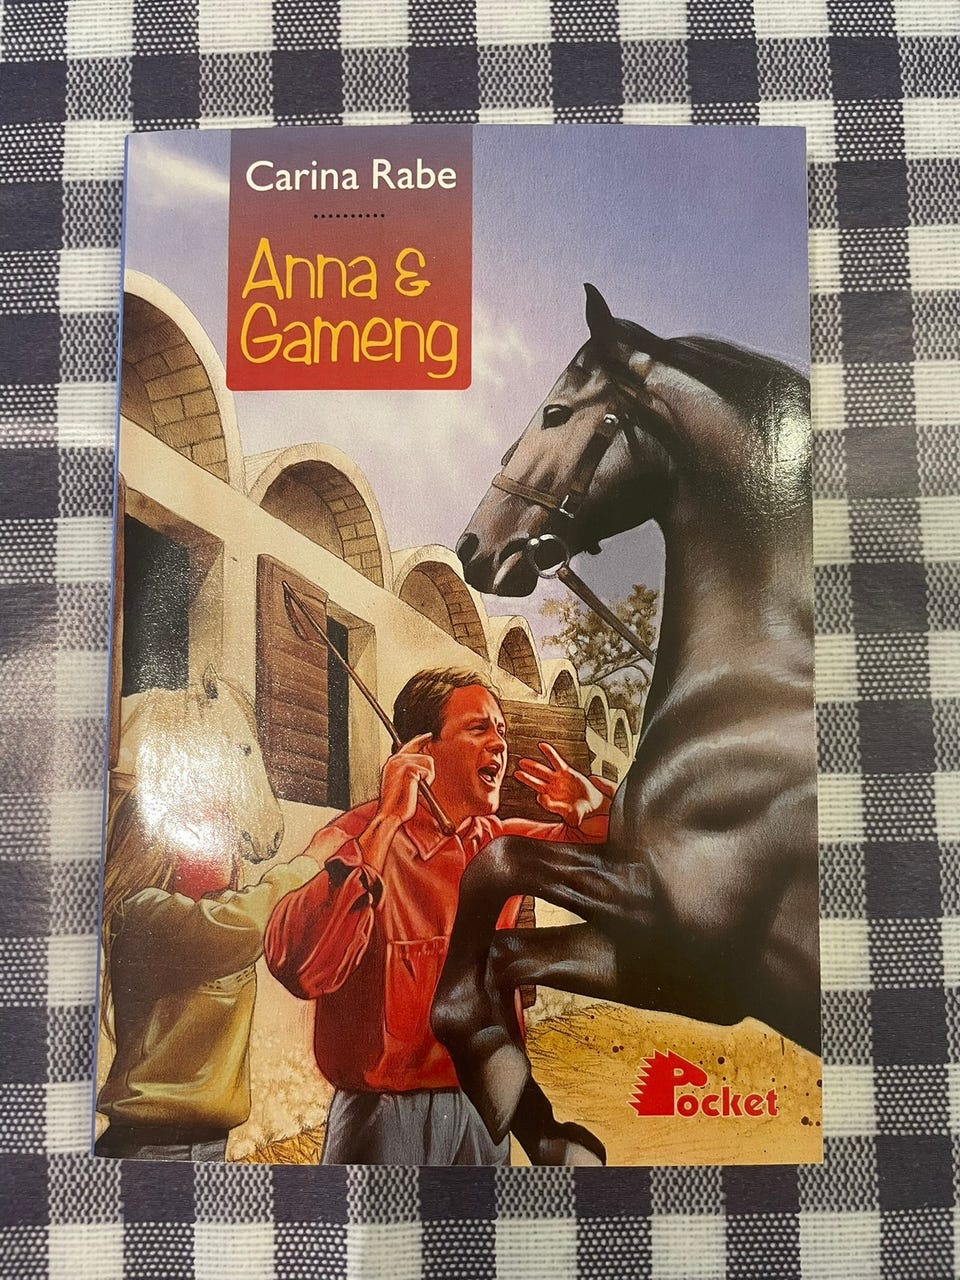 Carina Rabe
Anna &
Gameng
Pocket